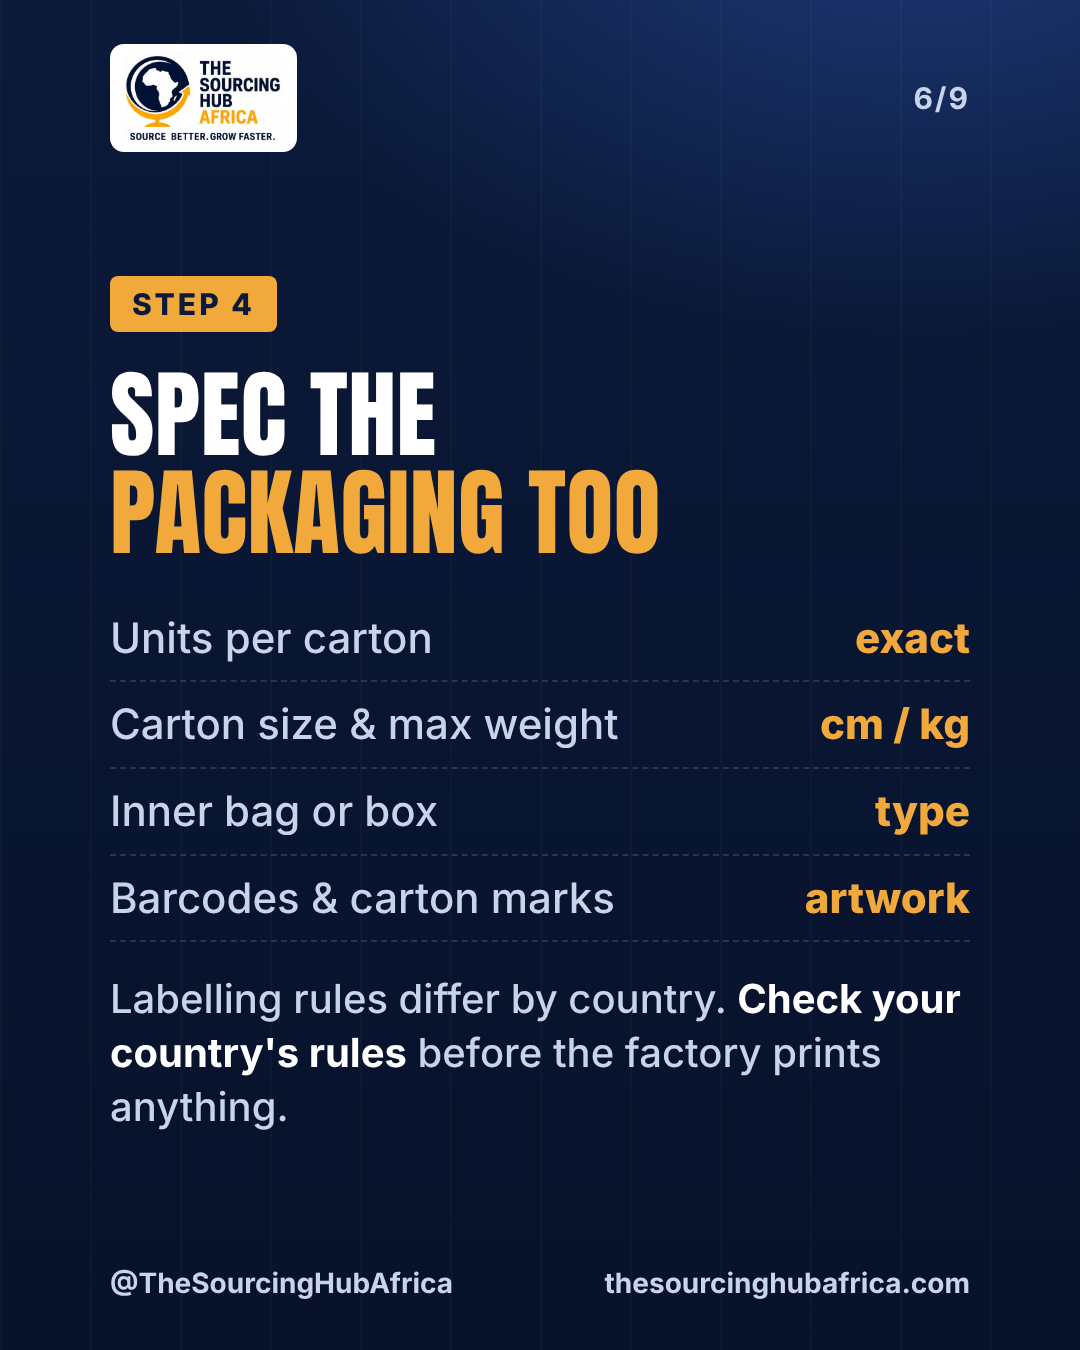 THE
SOURCING
HUB
AFRICA
SOURCE BETTER. GROW FASTER.
6/9
STEP 4
SPEC THE
PACKAGING TOO
Units per carton exact
Carton size & max weight cm / kg
Inner bag or box type
Barcodes & carton marks artwork
Labelling rules differ by country. Check your
country's rules before the factory prints
anything.
@TheSourcingHubAfrica thesourcinghubafrica.com